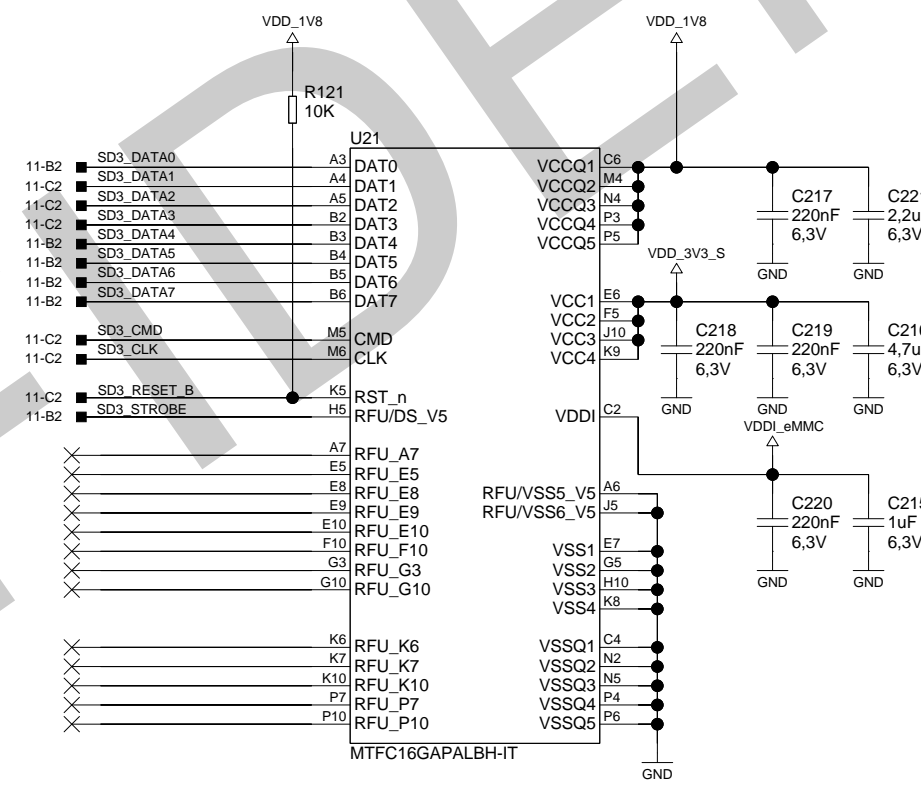 VDD_1V8
VDD_1V8
R121
10K
U21
11-B2 SD3_DATA0 A3 DAT0 VCCQ1 C6
11-C2 SD3_DATA1 A4 DAT1 VCCQ2 M4
11-C2 SD3_DATA2 A5 DAT2 VCCQ3 N4
11-C2 SD3_DATA3 B2 DAT3 VCCQ4 P3
11-B2 SD3_DATA4 B3 DAT4 VCCQ5 P5
11-B2 SD3_DATA5 B4 DAT5
11-B2 SD3_DATA6 B5 DAT6
11-B2 SD3_DATA7 B6 DAT7
C217
220nF
6,3V
GND
2,2u
6,3V
GND
VDD_3V3_S
VCC1 E6
VCC2 F5
VCC3 J10
VCC4 K9
C218
220nF
6,3V
GND
C219
220nF
6,3V
GND
4,7u
6,3V
GND
11-C2 SD3_CMD M5 CMD
11-C2 SD3_CLK M6 CLK
11-C2 SD3_RESET_B K5 RST_n
11-B2 SD3_STROBE H5 RFU/DS_V5 VDDI C2
VDDI_eMMC
A7 RFU_A7
E5 RFU_E5
E8 RFU_E8 RFU/VSS5_V5 A6
E9 RFU_E9 RFU/VSS6_V5 J5
E10 RFU_E10
F10 RFU_F10 VSS1 E7
G3 RFU_G3 VSS2 G5
G10 RFU_G10 VSS3 H10
VSS4 K8
C220
220nF
6,3V
GND
1uF
6,3V
GND
K6 RFU_K6 VSSQ1 C4
K7 RFU_K7 VSSQ2 N2
K10 RFU_K10 VSSQ3 N5
P7 RFU_P7 VSSQ4 P4
P10 RFU_P10 VSSQ5 P6
MTFC16GAPALBH-IT
GND